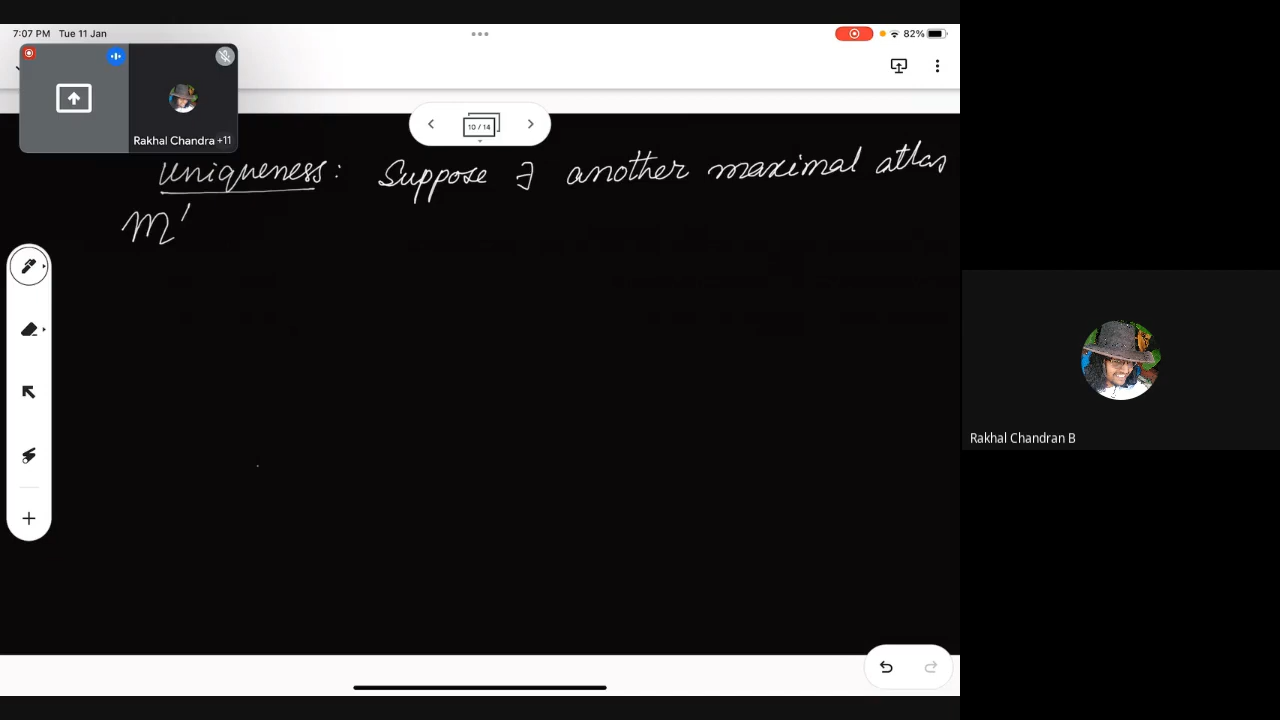 7:07 PM Tue 11 Jan
82%
Rakhal Chandra +11
10 / 14
Uniqueness: Suppose ∃ another maximal atlas
M'
Rakhal Chandran B